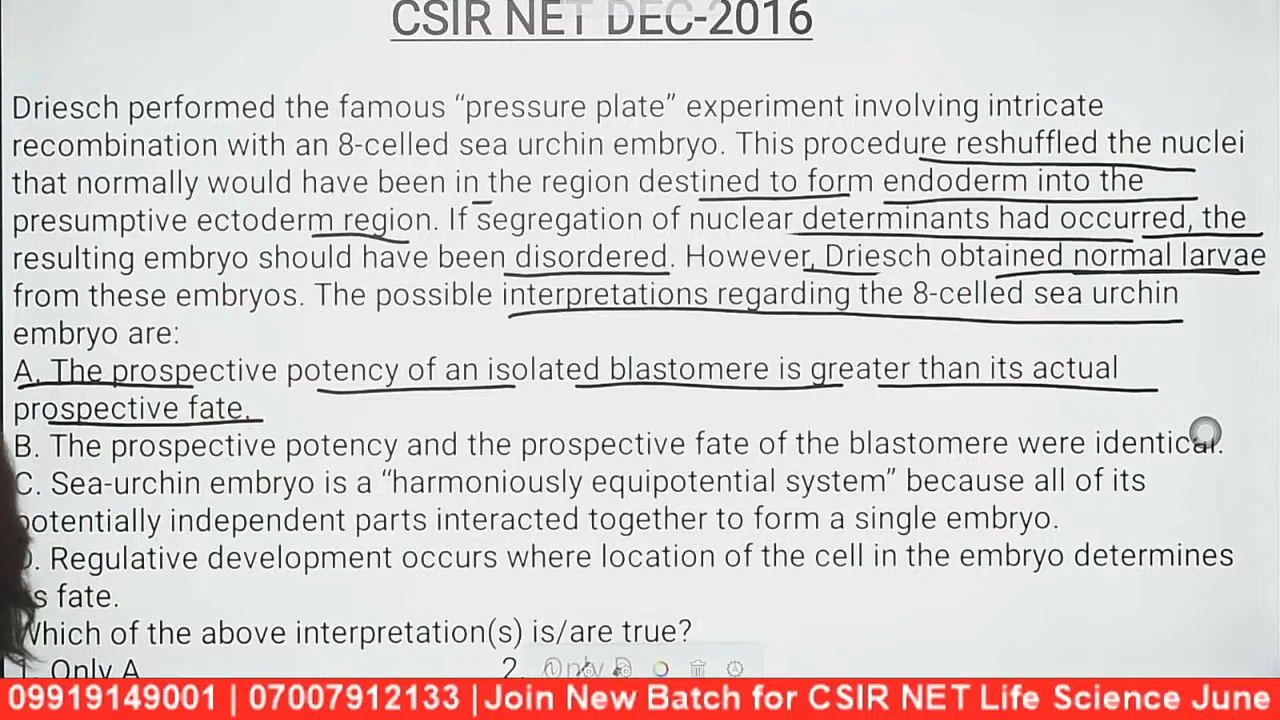 CSIR NET DEC-2016
Driesch performed the famous “pressure plate” experiment involving intricate
recombination with an 8-celled sea urchin embryo. This procedure reshuffled the nuclei
that normally would have been in the region destined to form endoderm into the
presumptive ectoderm region. If segregation of nuclear determinants had occurred, the
resulting embryo should have been disordered. However, Driesch obtained normal larvae
from these embryos. The possible interpretations regarding the 8-celled sea urchin
embryo are:
A. The prospective potency of an isolated blastomere is greater than its actual
prospective fate.
B. The prospective potency and the prospective fate of the blastomere were identical.
C. Sea-urchin embryo is a “harmoniously equipotential system” because all of its
potentially independent parts interacted together to form a single embryo.
D. Regulative development occurs where location of the cell in the embryo determines
s fate.
Which of the above interpretation(s) is/are true?
1. Only A
2. Only
09919149001 | 07007912133 |Join New Batch for CSIR NET Life Science June